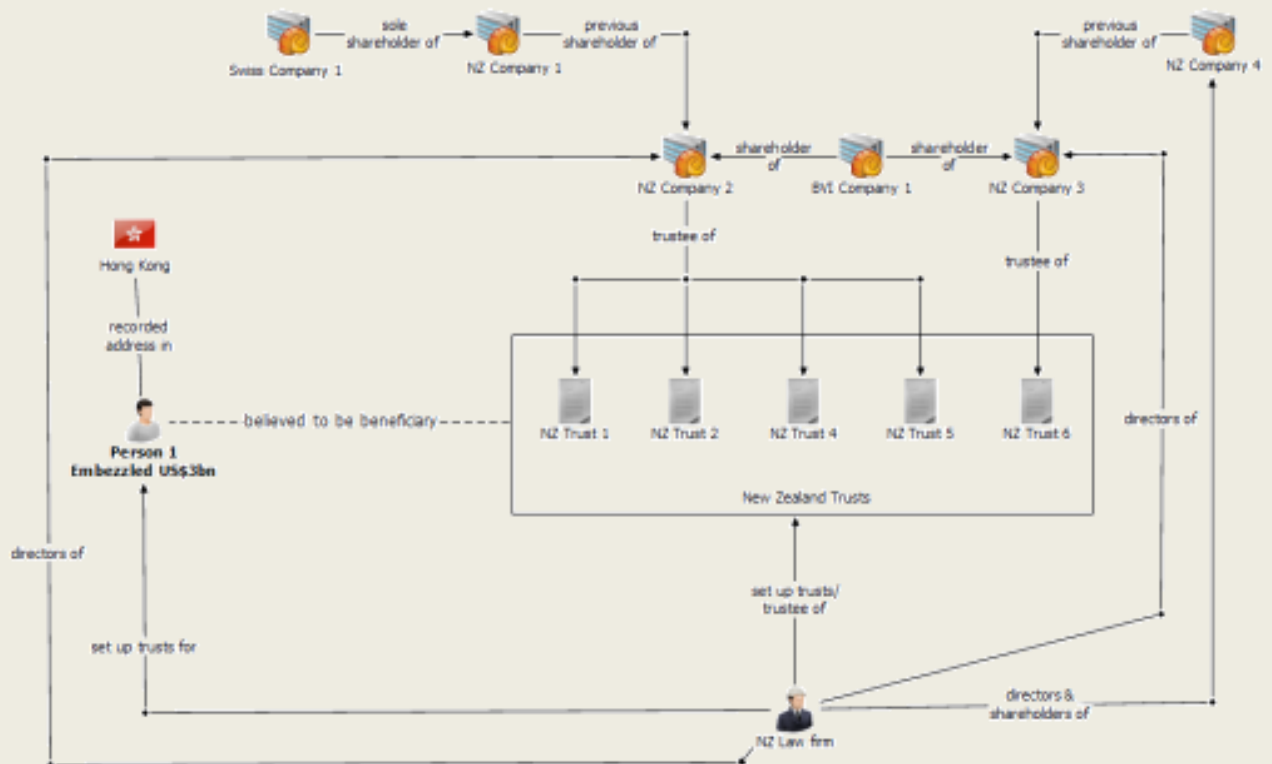 sole
shareholder of
previous
shareholder of
previous
shareholder of
Swiss Company 1
NZ Company 1
NZ Company 4
shareholder
of
shareholder
of
NZ Company 2
BVI Company 1
NZ Company 3
trustee of
trustee of
Hong Kong
recorded
address in
believed to be beneficiary
Person 1
Embezzled US$3bn
NZ Trust 1
NZ Trust 2
NZ Trust 4
NZ Trust 5
NZ Trust 6
directors of
New Zealand Trusts
directors of
set up trusts/
trustee of
set up trusts for
directors &
shareholders of
NZ Law firm